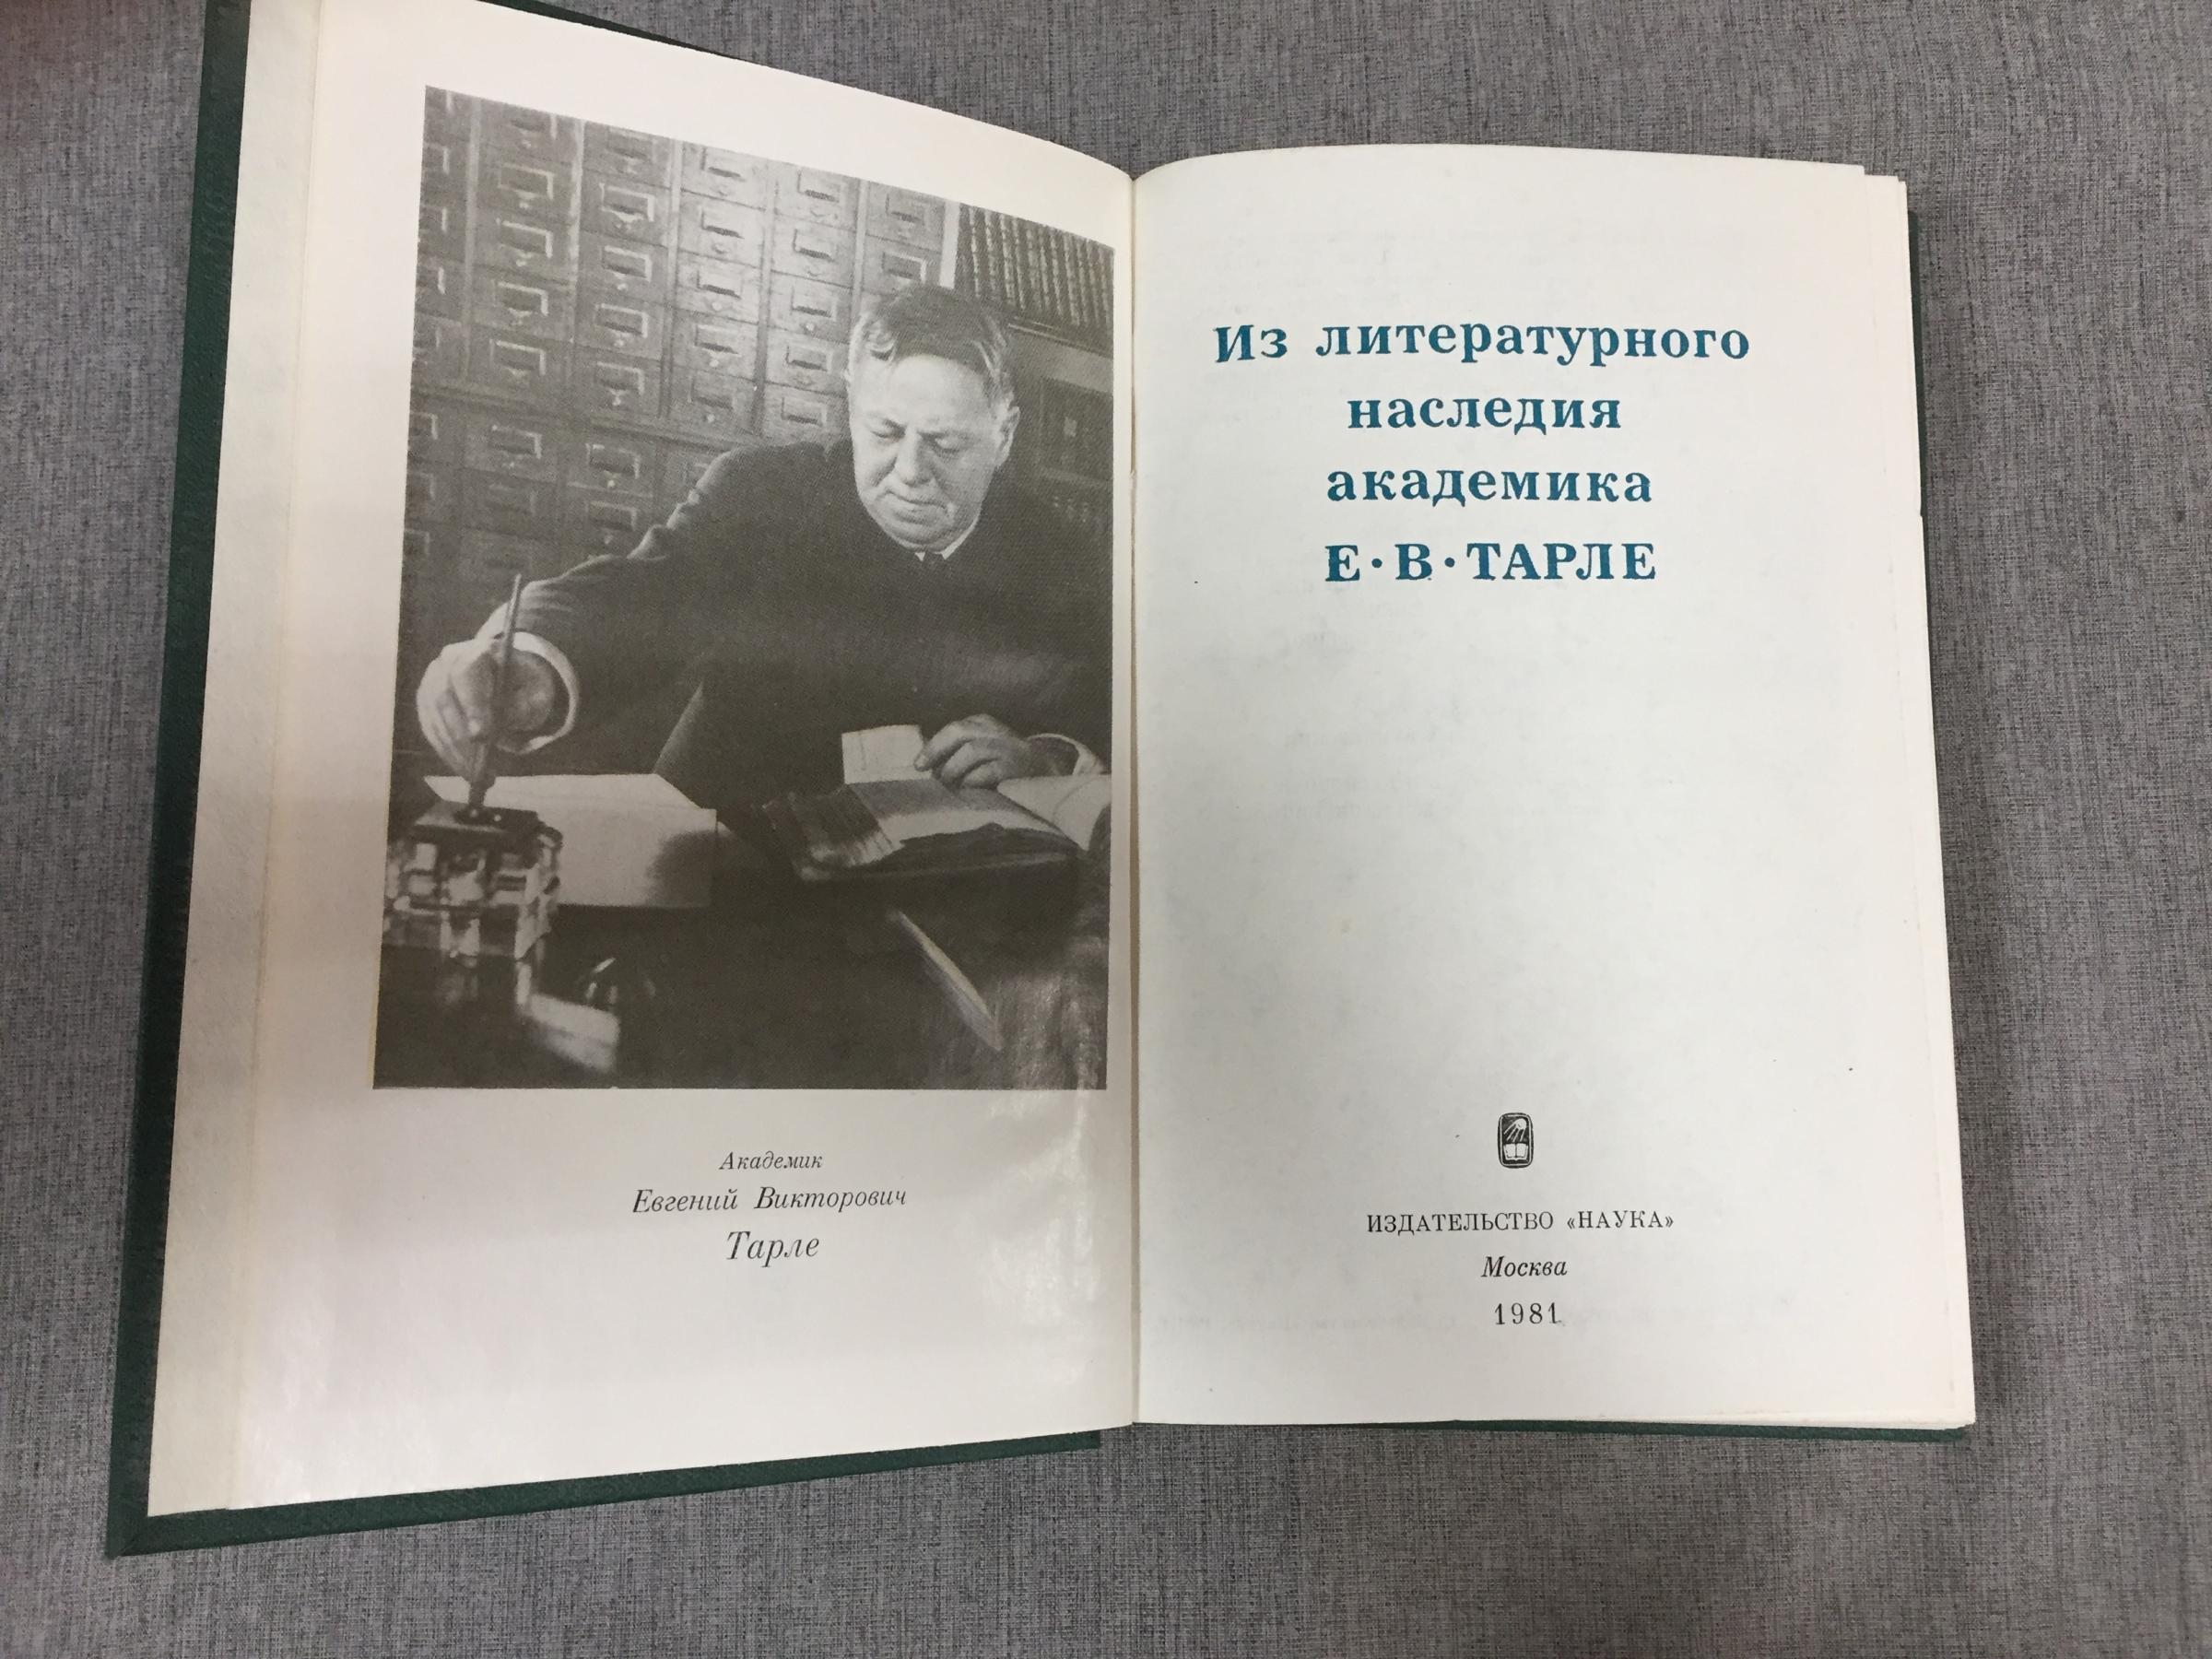 Академик
Евгений Викторович
Тарле
Из литературного
наследия
академика
Е·В·ТАРЛЕ
ИЗДАТЕЛЬСТВО «НАУКА»
Москва
1981